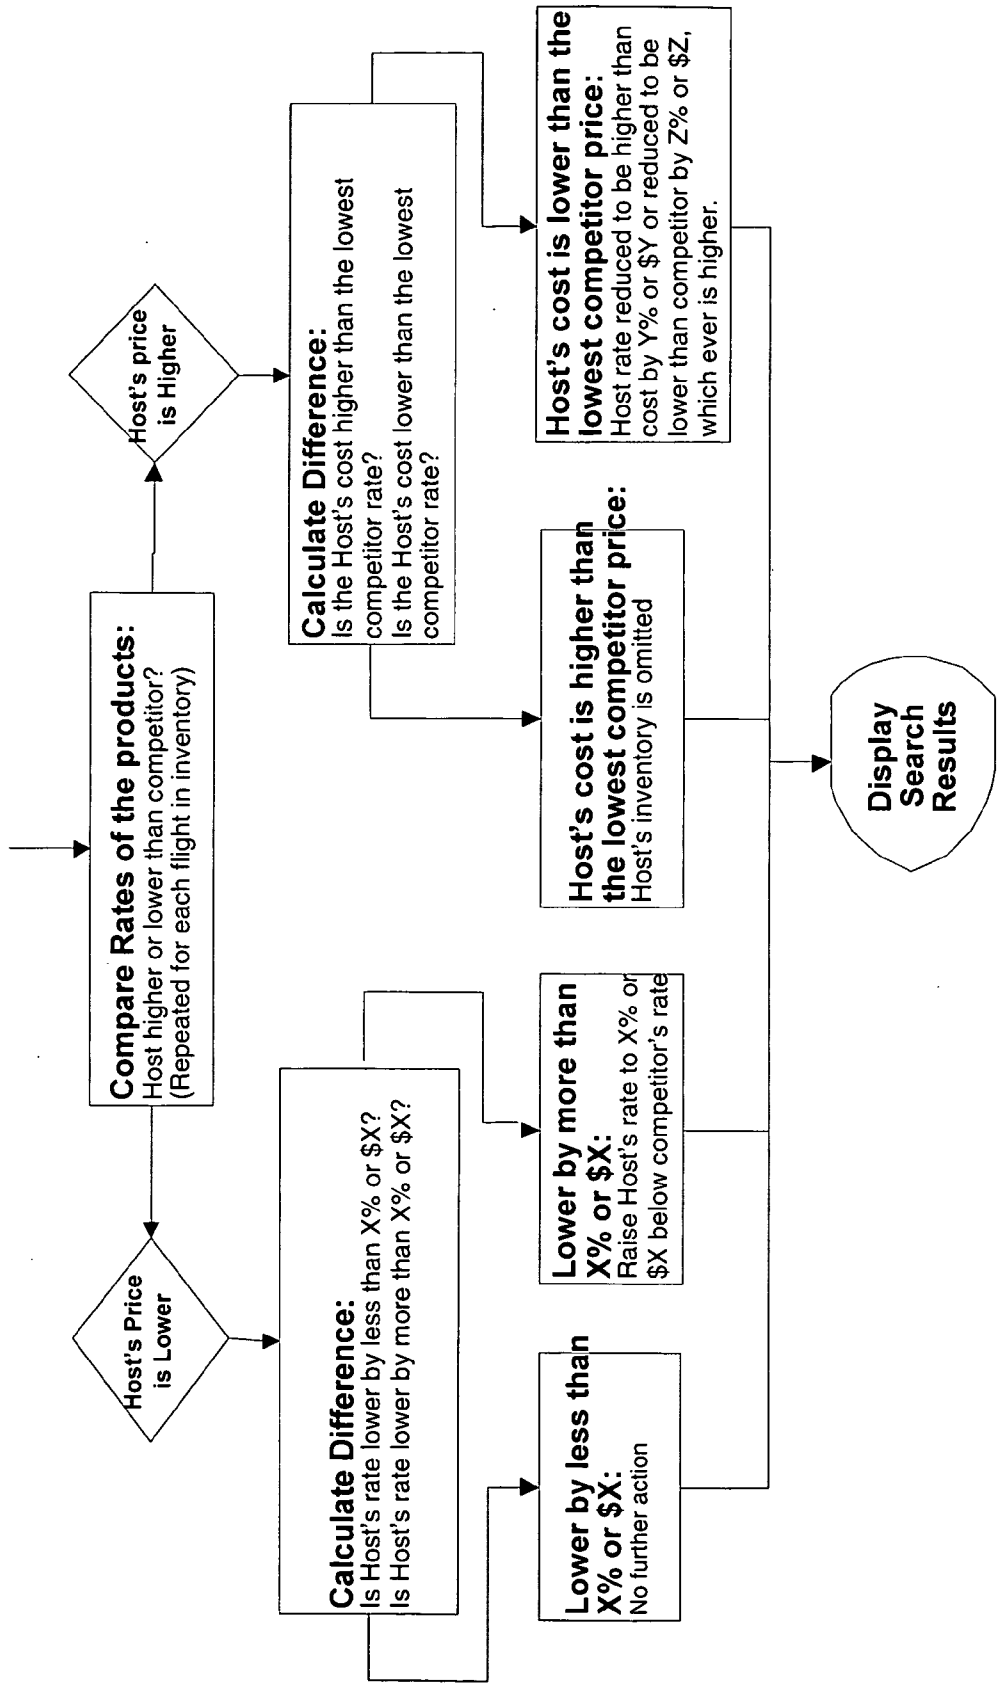 Compare Rates of the products:
Host higher or lower than competitor?
(Repeated for each flight in inventory)
Host's Price
is Lower
Host's price
is Higher
Calculate Difference:
Is Host's rate lower by less than X% or $X?
Is Host's rate lower by more than X% or $X?
Calculate Difference:
Is the Host's cost higher than the lowest
competitor rate?
Is the Host's cost lower than the lowest
competitor rate?
Lower by less than
X% or $X:
No further action
Lower by more than
X% or $X:
Raise Host's rate to X% or
$X below competitor's rate
Host's cost is higher than
the lowest competitor price:
Host's inventory is omitted
Host's cost is lower than the
lowest competitor price:
Host rate reduced to be higher than
cost by Y% or $Y or reduced to be
lower than competitor by Z% or $Z,
which ever is higher.
Display
Search
Results